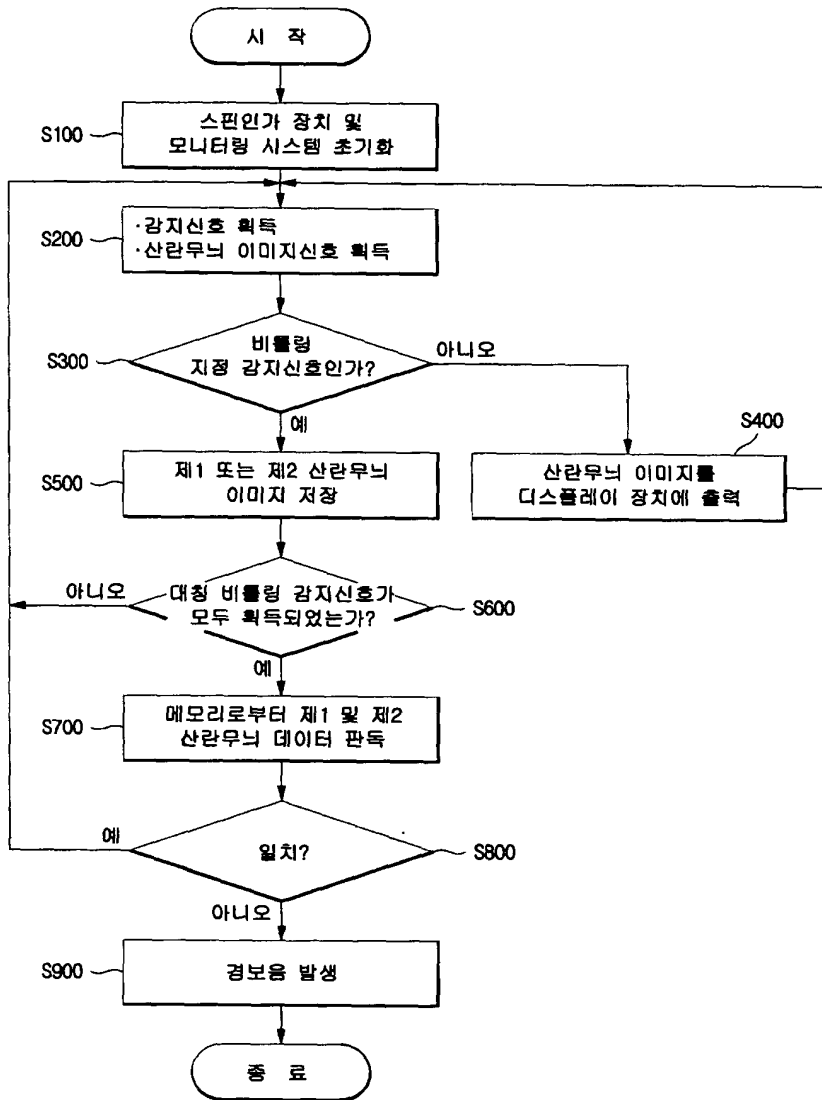 시 작
S100
스핀인가 장치 및
모니터링 시스템 초기화
S200
·감지신호 획득
·산란무늬 이미지신호 획득
S300
비틀링
지정 감지신호인가?
아니오
예
S400
산란무늬 이미지를
디스플레이 장치에 출력
S500
제1 또는 제2 산란무늬
이미지 저장
아니오
대칭 비틀링 감지신호가
모두 획득되었는가?
S600
예
S700
메모리로부터 제1 및 제2
산란무늬 데이터 판독
예
일치?
S800
아니오
S900
경보음 발생
종 료